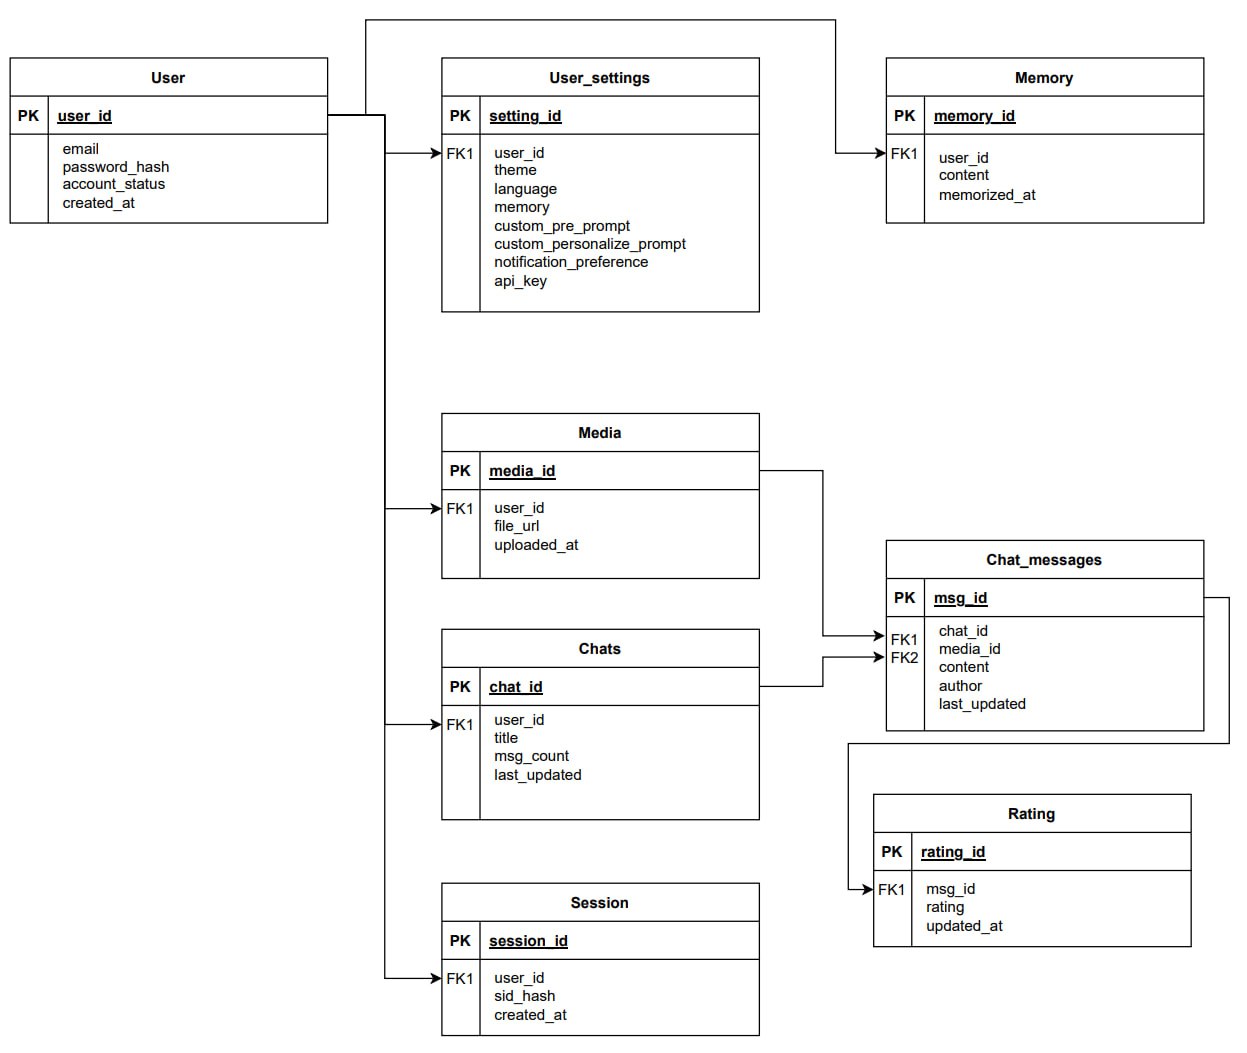 User
PK user_id
email
password_hash
account_status
created_at
User_settings
PK setting_id
FK1 user_id
theme
language
memory
custom_pre_prompt
custom_personalize_prompt
notification_preference
api_key
Memory
PK memory_id
FK1 user_id
content
memorized_at
Media
PK media_id
FK1 user_id
file_url
uploaded_at
Chats
PK chat_id
FK1 user_id
title
msg_count
last_updated
Chat_messages
PK msg_id
FK1 chat_id
FK2 media_id
content
author
last_updated
Rating
PK rating_id
FK1 msg_id
rating
updated_at
Session
PK session_id
FK1 user_id
sid_hash
created_at